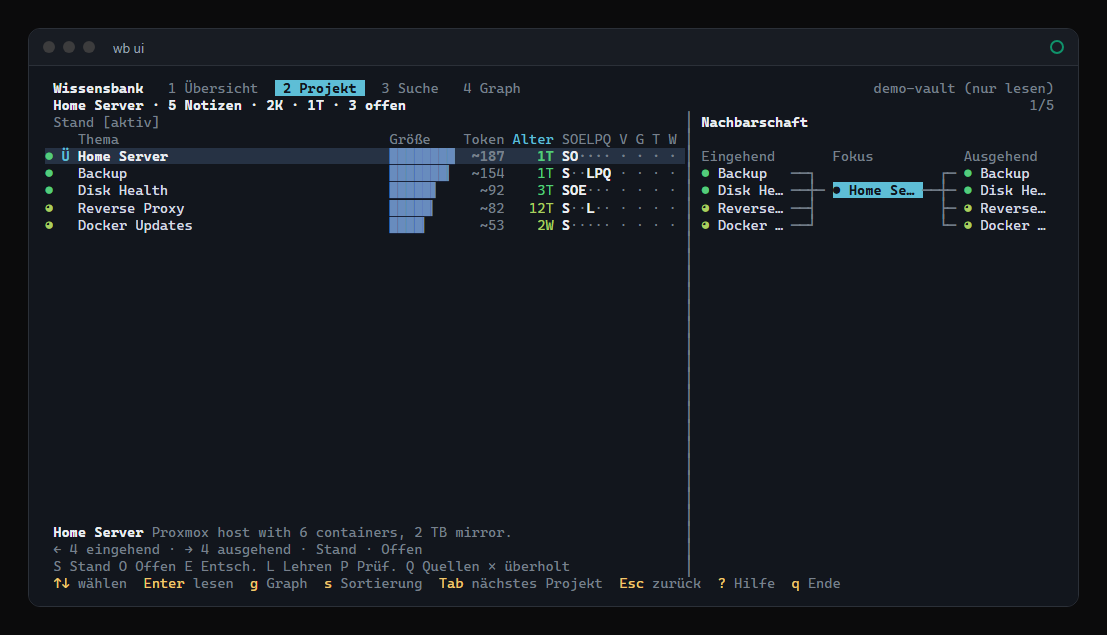 wb ui
Wissensbank 1 Übersicht 2 Projekt 3 Suche 4 Graph demo-vault (nur lesen)
Home Server · 5 Notizen · 2K · 1T · 3 offen 1/5
Stand [aktiv] Nachbarschaft
Thema Größe Token Alter SOELPQ V G T W
Ü Home Server ~187 1T SO···· · · · · Eingehend Fokus Ausgehend
Backup ~154 1T S··LPQ · · · · Backup Backup
Disk Health ~92 3T SOE··· · · · · Disk He… Home Se… Disk He…
Reverse Proxy ~82 12T S··L·· · · · · Reverse… Reverse…
Docker Updates ~53 2W S····· · · · · Docker … Docker …
Home Server Proxmox host with 6 containers, 2 TB mirror.
← 4 eingehend · → 4 ausgehend · Stand · Offen
S Stand O Offen E Entsch. L Lehren P Prüf. Q Quellen × überholt
↑↓ wählen Enter lesen g Graph s Sortierung Tab nächstes Projekt Esc zurück ? Hilfe q Ende